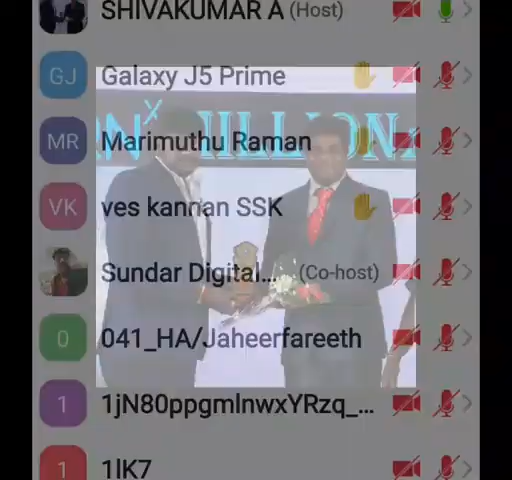 SHIVAKUMAR A (Host)
GJ Galaxy J5 Prime
MR Marimuthu Raman
VK ves kannan SSK
Sundar Digital... (Co-host)
0 041_HA/Jaheerfareeth
1 1jN80ppgmlnwxYRzq_...
1 1lK7